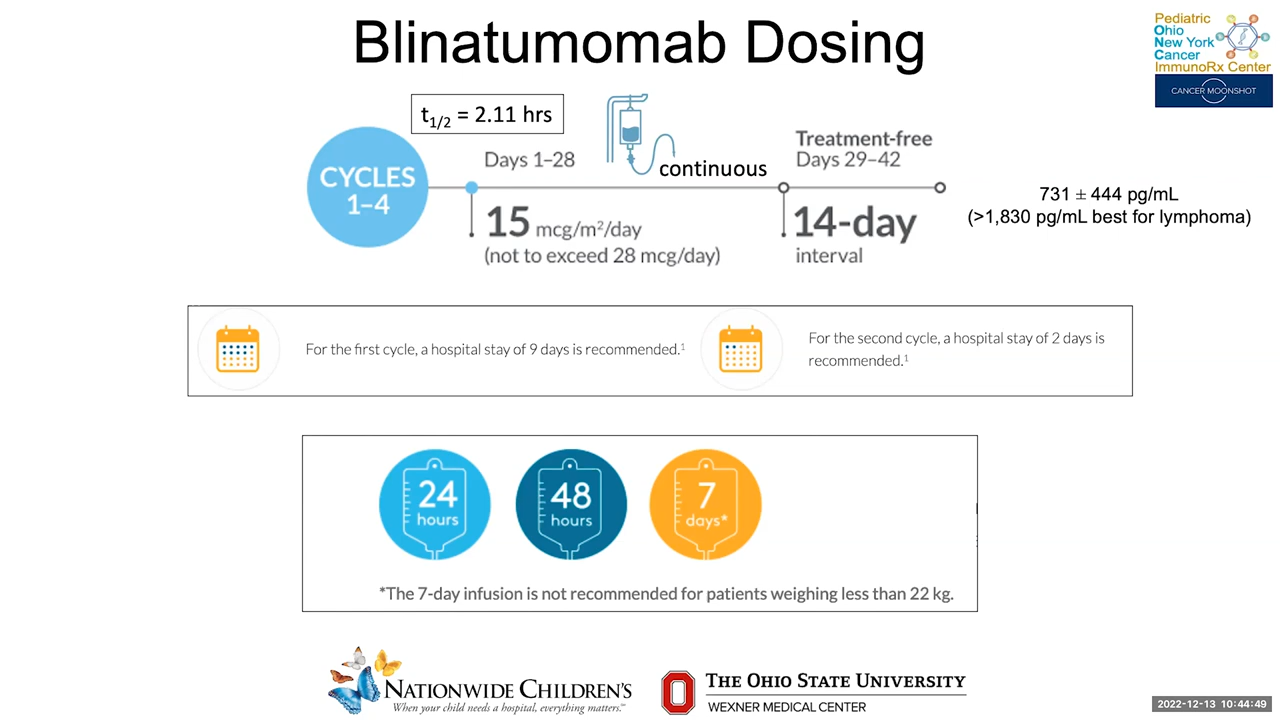 Blinatumomab Dosing
Pediatric
Ohio
New York
Cancer
ImmunoRx Center
CANCER MOONSHOT
t1/2 = 2.11 hrs
CYCLES
1–4
Days 1–28
continuous
Treatment-free
Days 29–42
15 mcg/m²/day
(not to exceed 28 mcg/day)
14-day
interval
731 ± 444 pg/mL
(>1,830 pg/mL best for lymphoma)
For the first cycle, a hospital stay of 9 days is recommended.¹
For the second cycle, a hospital stay of 2 days is
recommended.¹
24
hours
48
hours
7
days*
*The 7-day infusion is not recommended for patients weighing less than 22 kg.
NATIONWIDE CHILDREN'S
When your child needs a hospital, everything matters.℠
THE OHIO STATE UNIVERSITY
WEXNER MEDICAL CENTER
2022-12-13 10:44:49